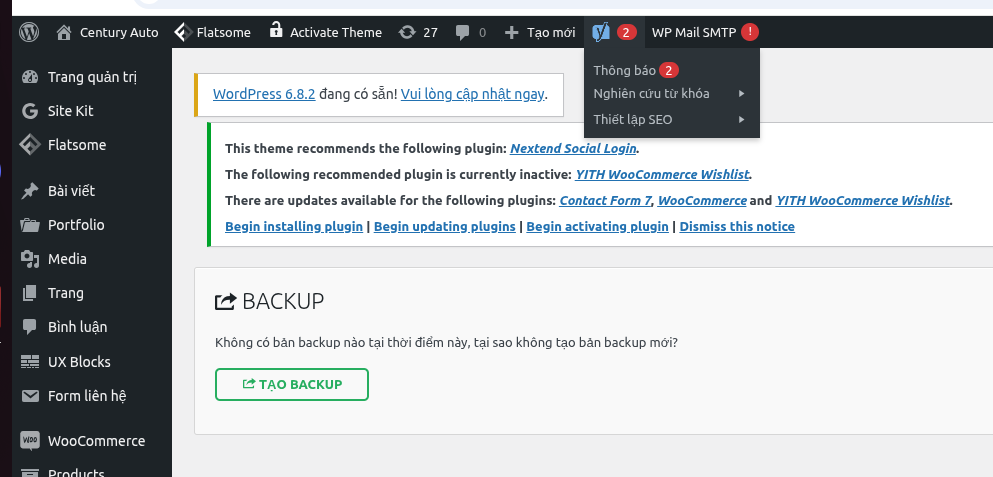 Century Auto Flatsome Activate Theme 27 0 Tạo mới 2 WP Mail SMTP !
Thông báo 2
Nghiên cứu từ khóa
Thiết lập SEO
Trang quản trị
Site Kit
Flatsome
Bài viết
Portfolio
Media
Trang
Bình luận
UX Blocks
Form liên hệ
WooCommerce
Products
WordPress 6.8.2 đang có sẵn! Vui lòng cập nhật ngay.
This theme recommends the following plugin: Nextend Social Login.
The following recommended plugin is currently inactive: YITH WooCommerce Wishlist.
There are updates available for the following plugins: Contact Form 7, WooCommerce and YITH WooCommerce Wishlist.
Begin installing plugin | Begin updating plugins | Begin activating plugin | Dismiss this notice
BACKUP
Không có bản backup nào tại thời điểm này, tại sao không tạo bản backup mới?
TẠO BACKUP